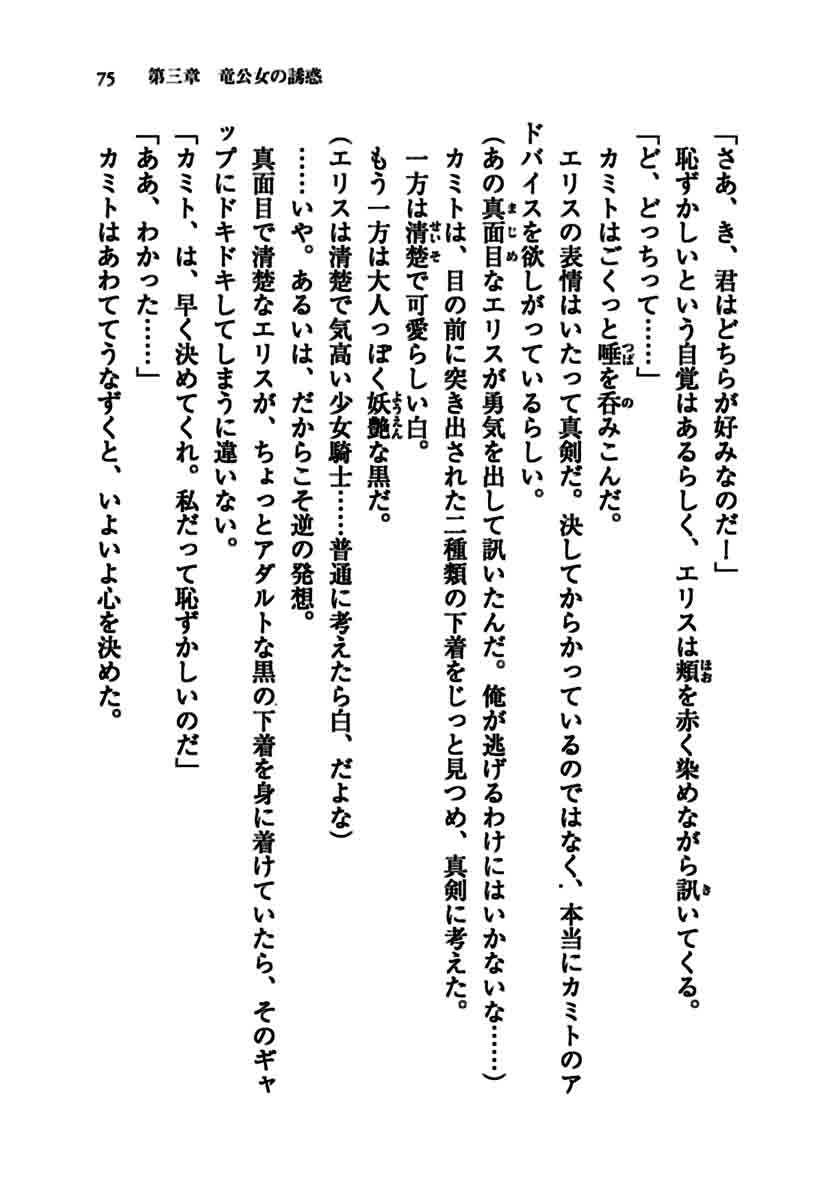 75 第三章 竜公女の誘惑
「さあ、き、君はどちらが好みなのだー」
恥ずかしいという自覚はあるらしく、エリスは頬を赤く染めながら訊いてくる。
「ど、どっちって……」
カミトはごくっと唾を呑みこんだ。
エリスの表情はいたって真剣だ。決してからかっているのではなく、本当にカミトのア
ドバイスを欲しがっているらしい。
(あの真面目なエリスが勇気を出して訊いたんだ。俺が逃げるわけにはいかないな……)
カミトは、目の前に突き出された二種類の下着をじっと見つめ、真剣に考えた。
一方は清楚で可愛らしい白。
もう一方は大人っぽく妖艶な黒だ。
(エリスは清楚で気高い少女騎士……普通に考えたら白、だよな)
……いや。あるいは、だからこそ逆の発想。
真面目で清楚なエリスが、ちょっとアダルトな黒の下着を身に着けていたら、そのギャ
ップにドキドキしてしまうに違いない。
「カミト、は、早く決めてくれ。私だって恥ずかしいのだ」
「ああ、わかった……」
カミトはあわててうなずくと、いよいよ心を決めた。